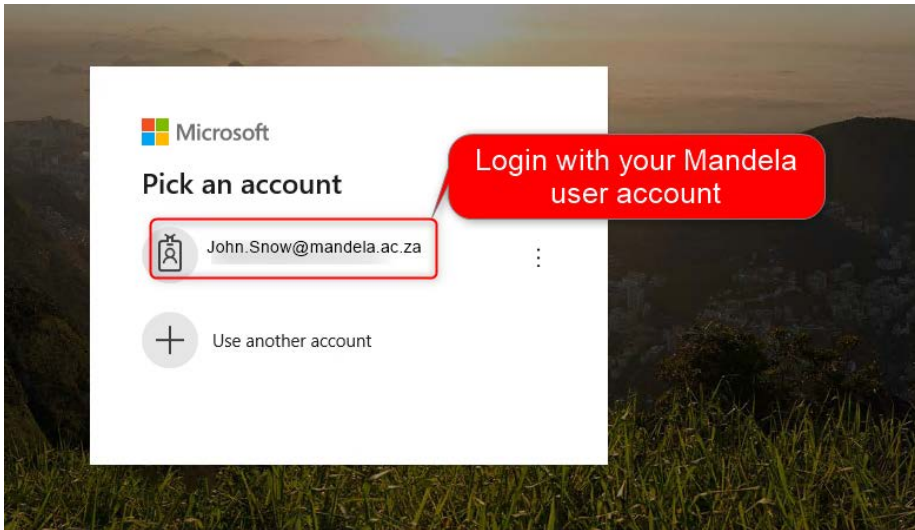 Microsoft
Pick an account
Login with your Mandela
user account
John.Snow@mandela.ac.za
Use another account